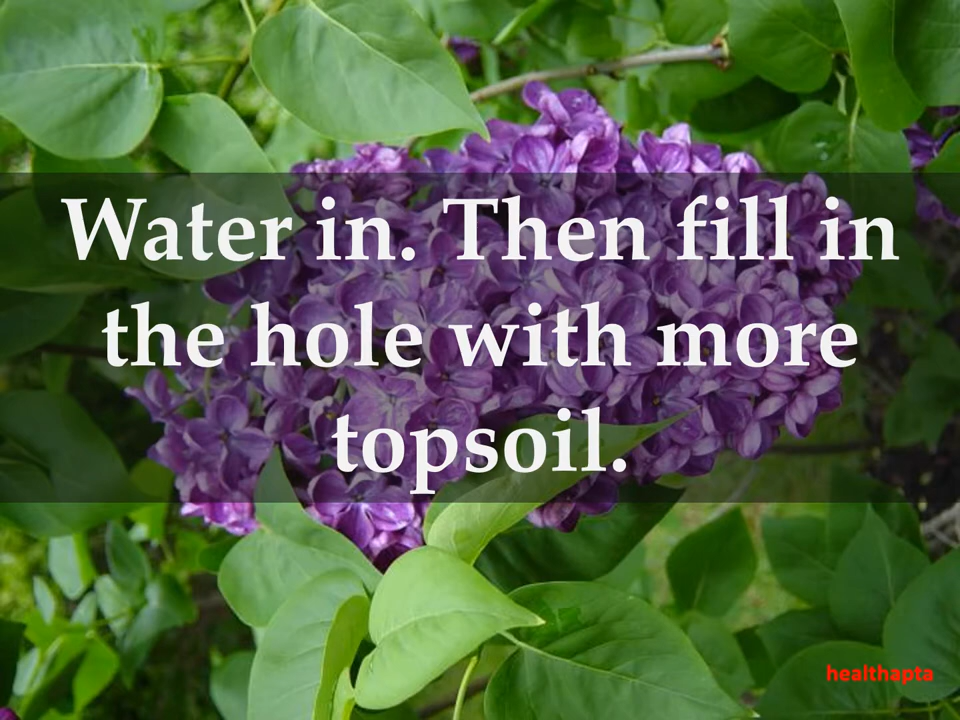 Water in. Then fill in
the hole with more
topsoil.
healthapta